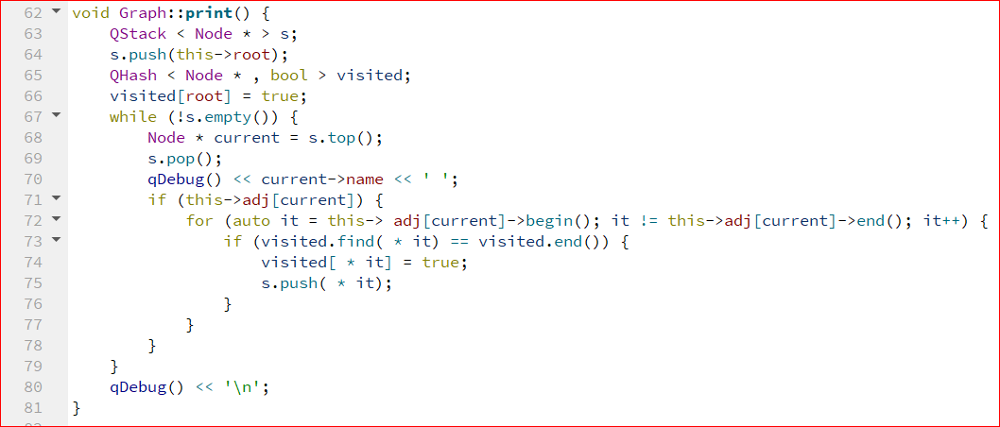 62 void Graph::print() {
63     QStack < Node * > s;
64     s.push(this->root);
65     QHash < Node * , bool > visited;
66     visited[root] = true;
67     while (!s.empty()) {
68         Node * current = s.top();
69         s.pop();
70         qDebug() << current->name << ' ';
71         if (this->adj[current]) {
72             for (auto it = this-> adj[current]->begin(); it != this->adj[current]->end(); it++) {
73                 if (visited.find( * it) == visited.end()) {
74                     visited[ * it] = true;
75                     s.push( * it);
76                 }
77             }
78         }
79     }
80     qDebug() << '\n';
81 }